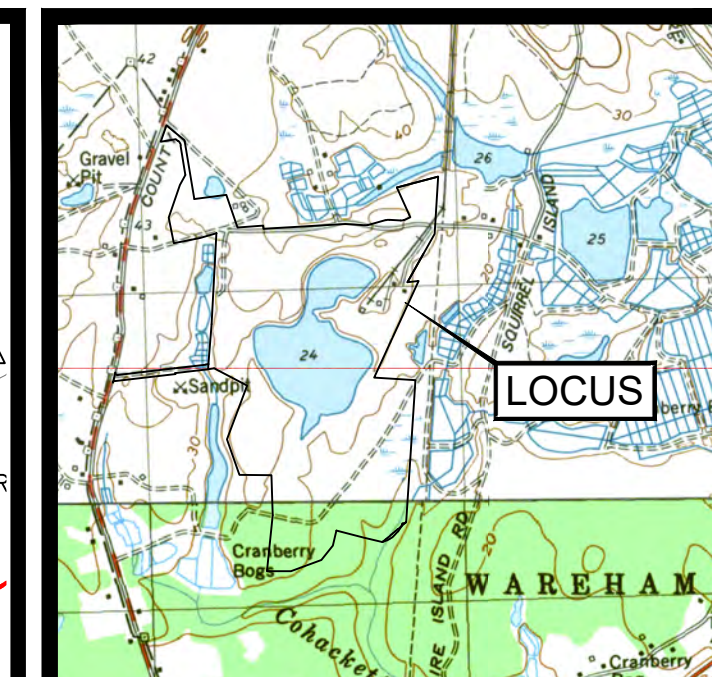 42
Gravel
Pit
COUNTY
43
40
30
26
25
20
SQUIRREL
ISLAND
24
LOCUS
Sandpit
30
Cranberry
Bogs
IRE ISLAND RD
20
WAREHAM
Cohacket
Cranberry
R